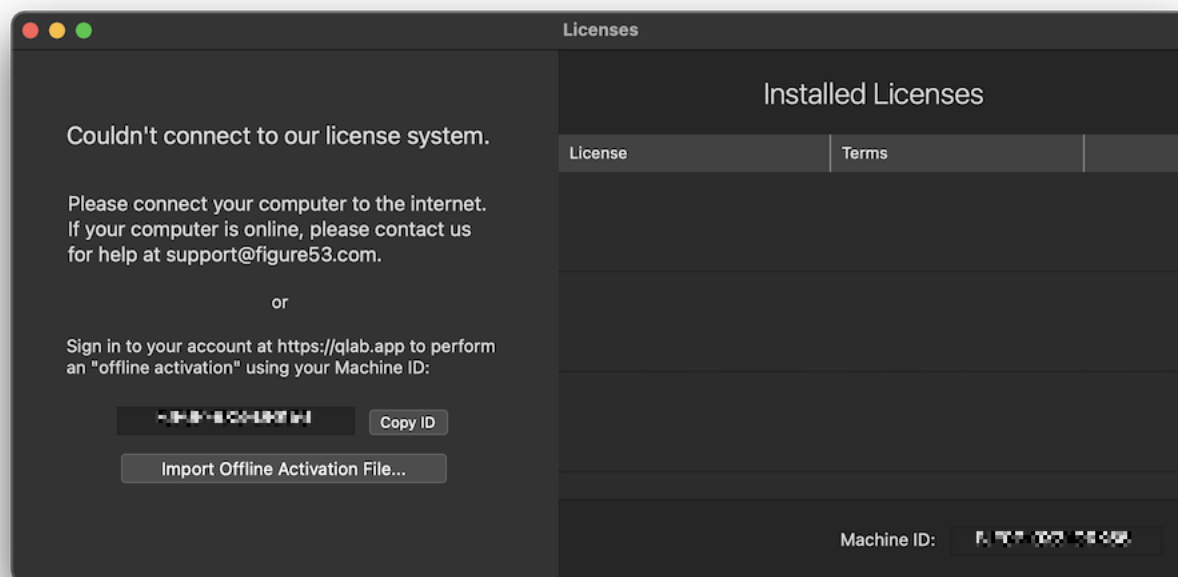 Licenses
Couldn't connect to our license system.
Please connect your computer to the internet.
If your computer is online, please contact us
for help at support@figure53.com.
or
Sign in to your account at https://qlab.app to perform
an "offline activation" using your Machine ID:
Copy ID
Import Offline Activation File...
Installed Licenses
License Terms
Machine ID: